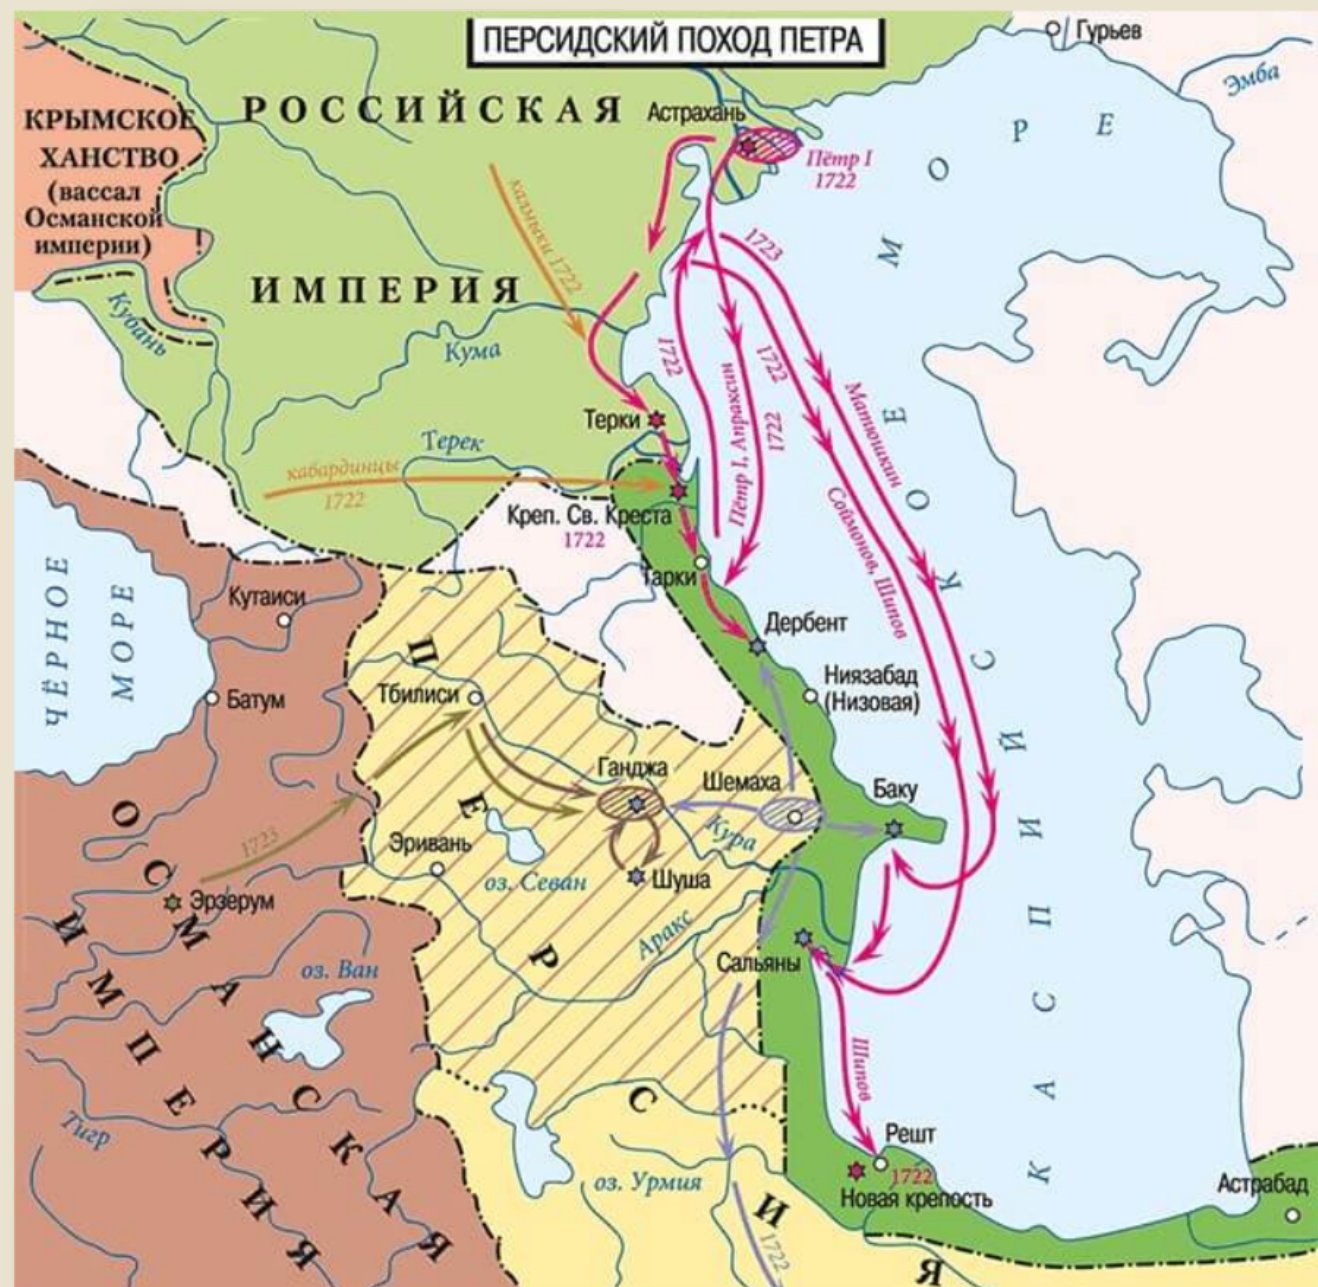 ПЕРСИДСКИЙ ПОХОД ПЕТРА
Гурьев
Эмба
КРЫМСКОЕ
ХАНСТВО
(вассал
Османской
империи)
РОССИЙСКАЯ
ИМПЕРИЯ
Астрахань
Пётр I
1722
калмыки 1722
Кубань
Кума
1723
1722
1722
Пётр I, Апраксин
1722
Матюшкин
Соймонов, Шипов
КАСПИЙСКОЕ МОРЕ
Терки
Терек
кабардинцы
1722
Креп. Св. Креста
1722
Тарки
Дербент
Ниязабад
(Низовая)
ЧЁРНОЕ
МОРЕ
Кутаиси
Батум
Тбилиси
Ганджа
Шемаха
Баку
Кура
Эривань
оз. Севан
Шуша
1723
Эрзерум
Аракс
Сальяны
оз. Ван
ОСМАНСКАЯ
ИМПЕРИЯ
ПЕРСИЯ
Тигр
Шипов
оз. Урмия
Решт
1722
Новая крепость
Астрабад
1722